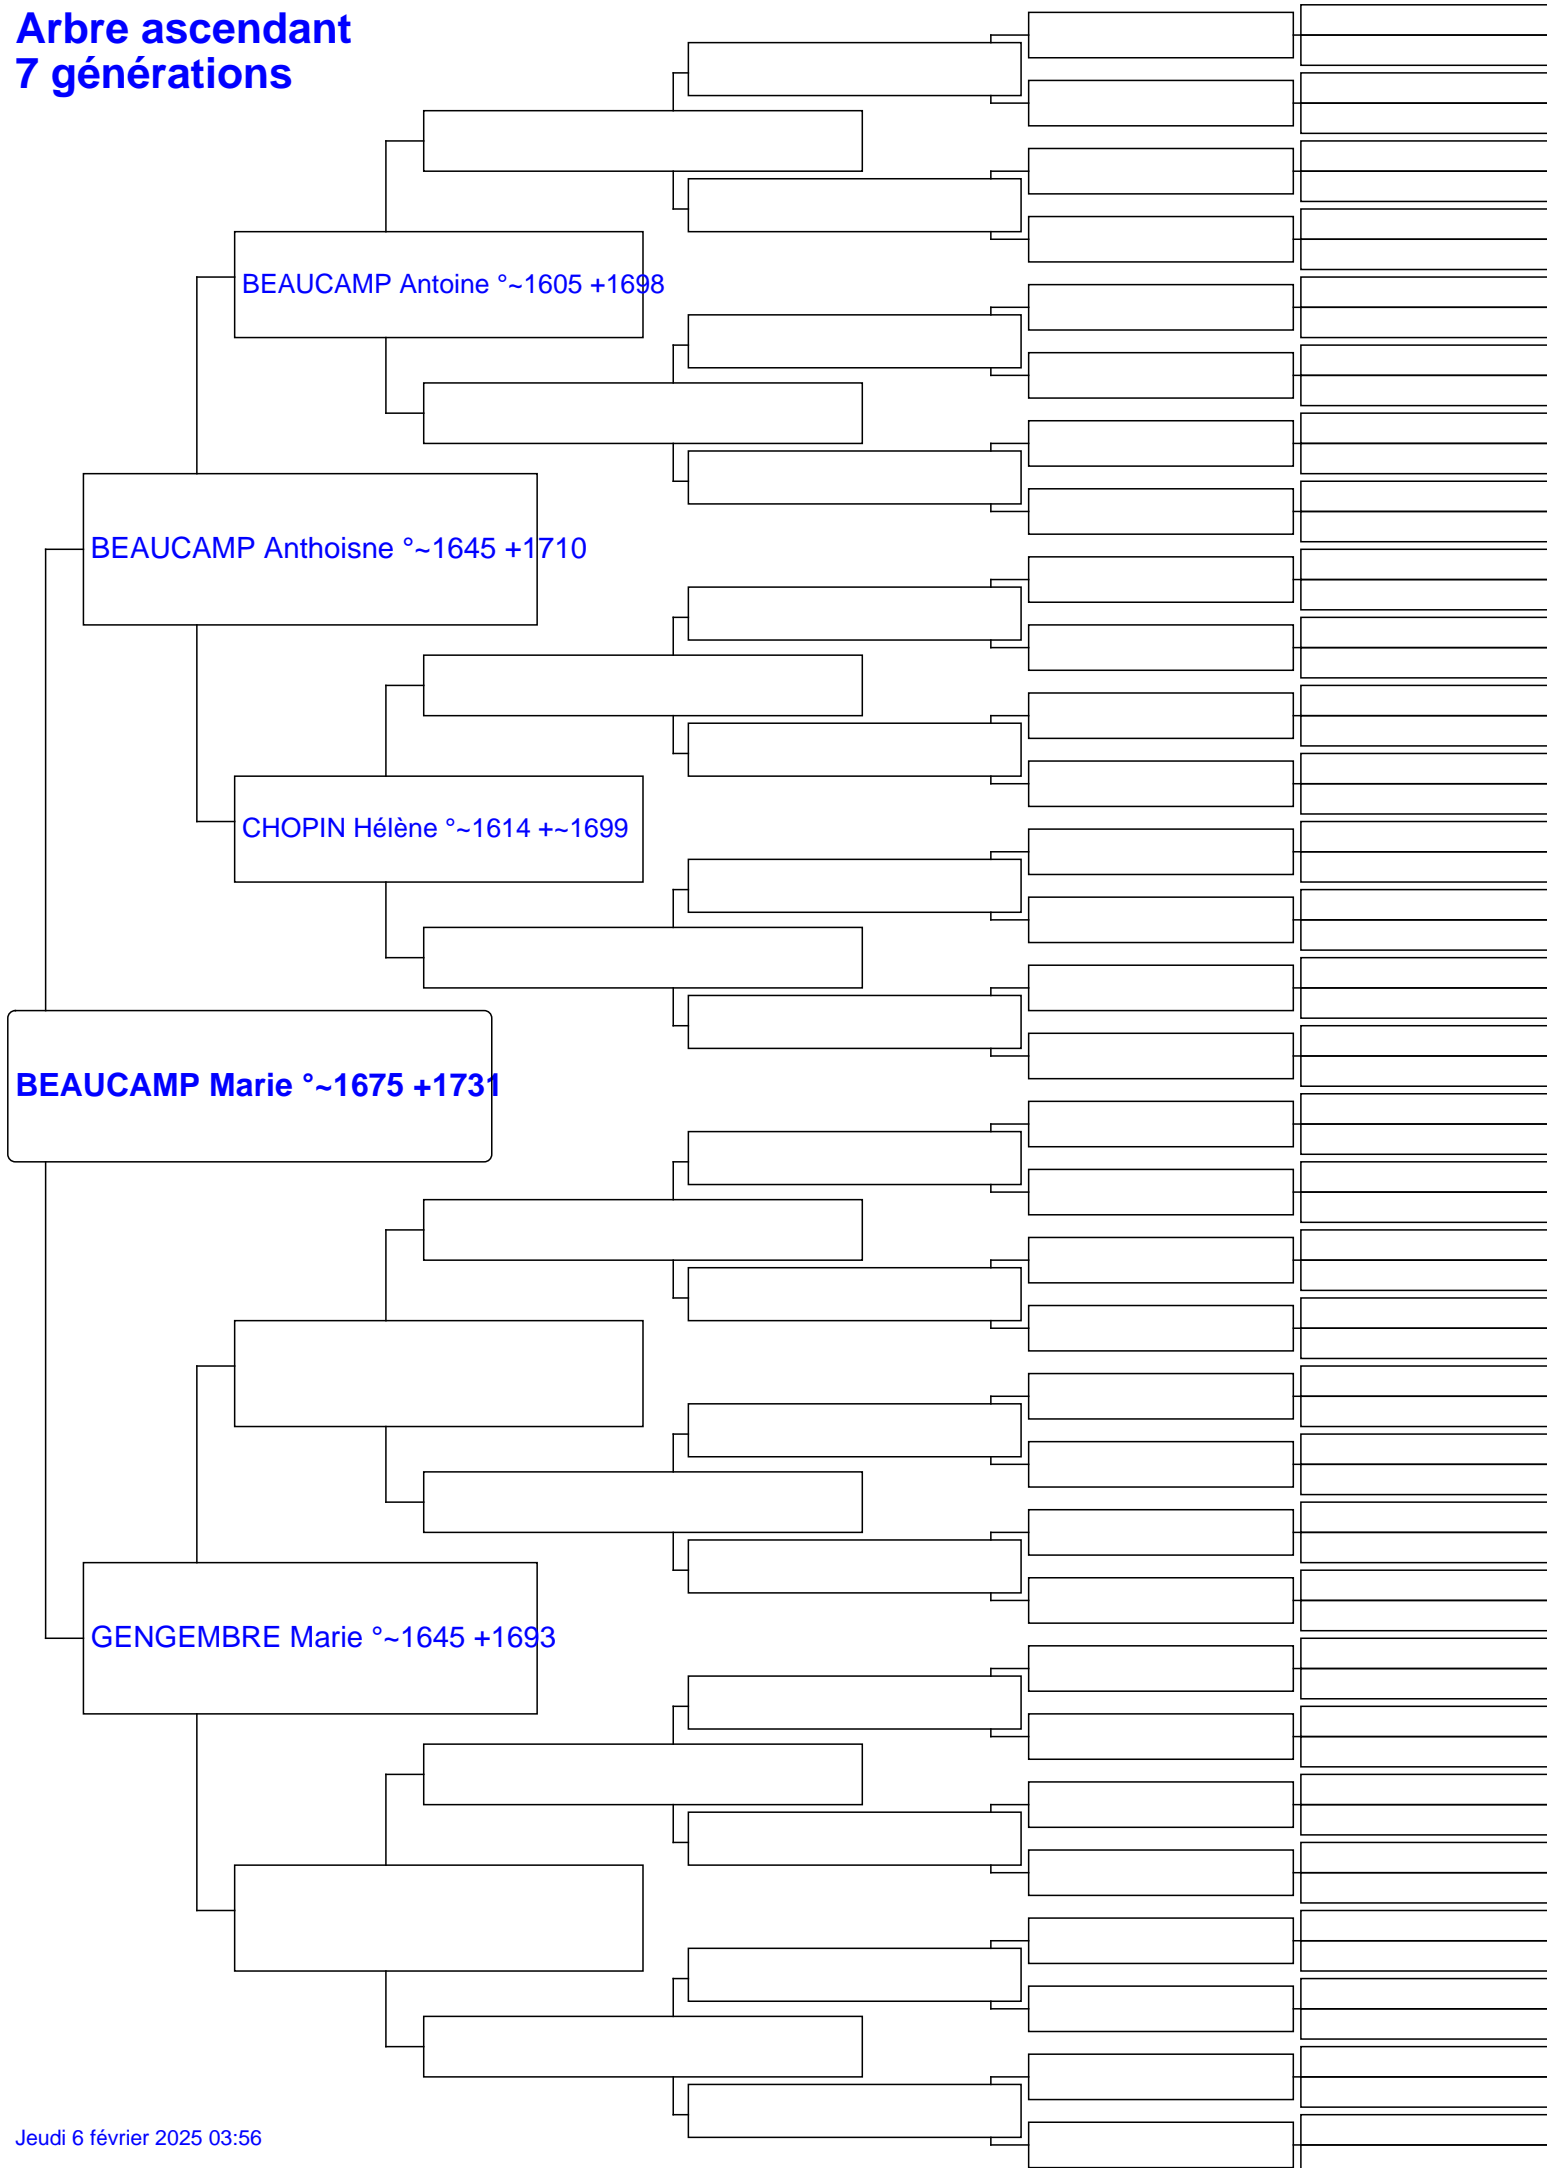 Arbre ascendant
7 générations
BEAUCAMP Antoine °~1605 +1698
BEAUCAMP Anthoisne °~1645 +1710
CHOPIN Hélène °~1614 +~1699
BEAUCAMP Marie °~1675 +1731
GENGEMBRE Marie °~1645 +1693
Jeudi 6 février 2025 03:56